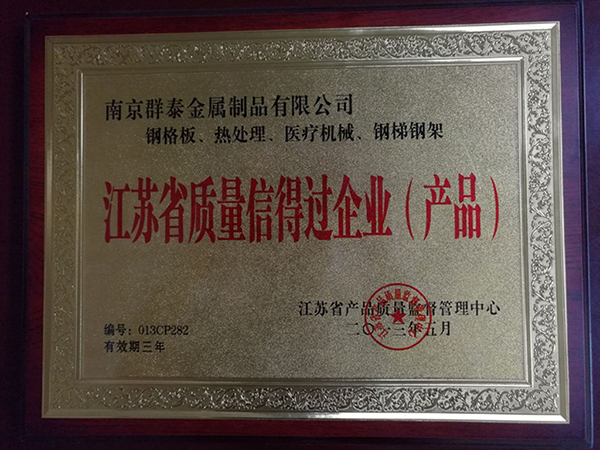 南京群泰金属制品有限公司
钢格板、热处理、医疗机械、钢梯钢架
江苏省质量信得过企业（产品）
江苏省产品质量监督管理中心
二〇一三年五月
编号：013CP282
有效期三年